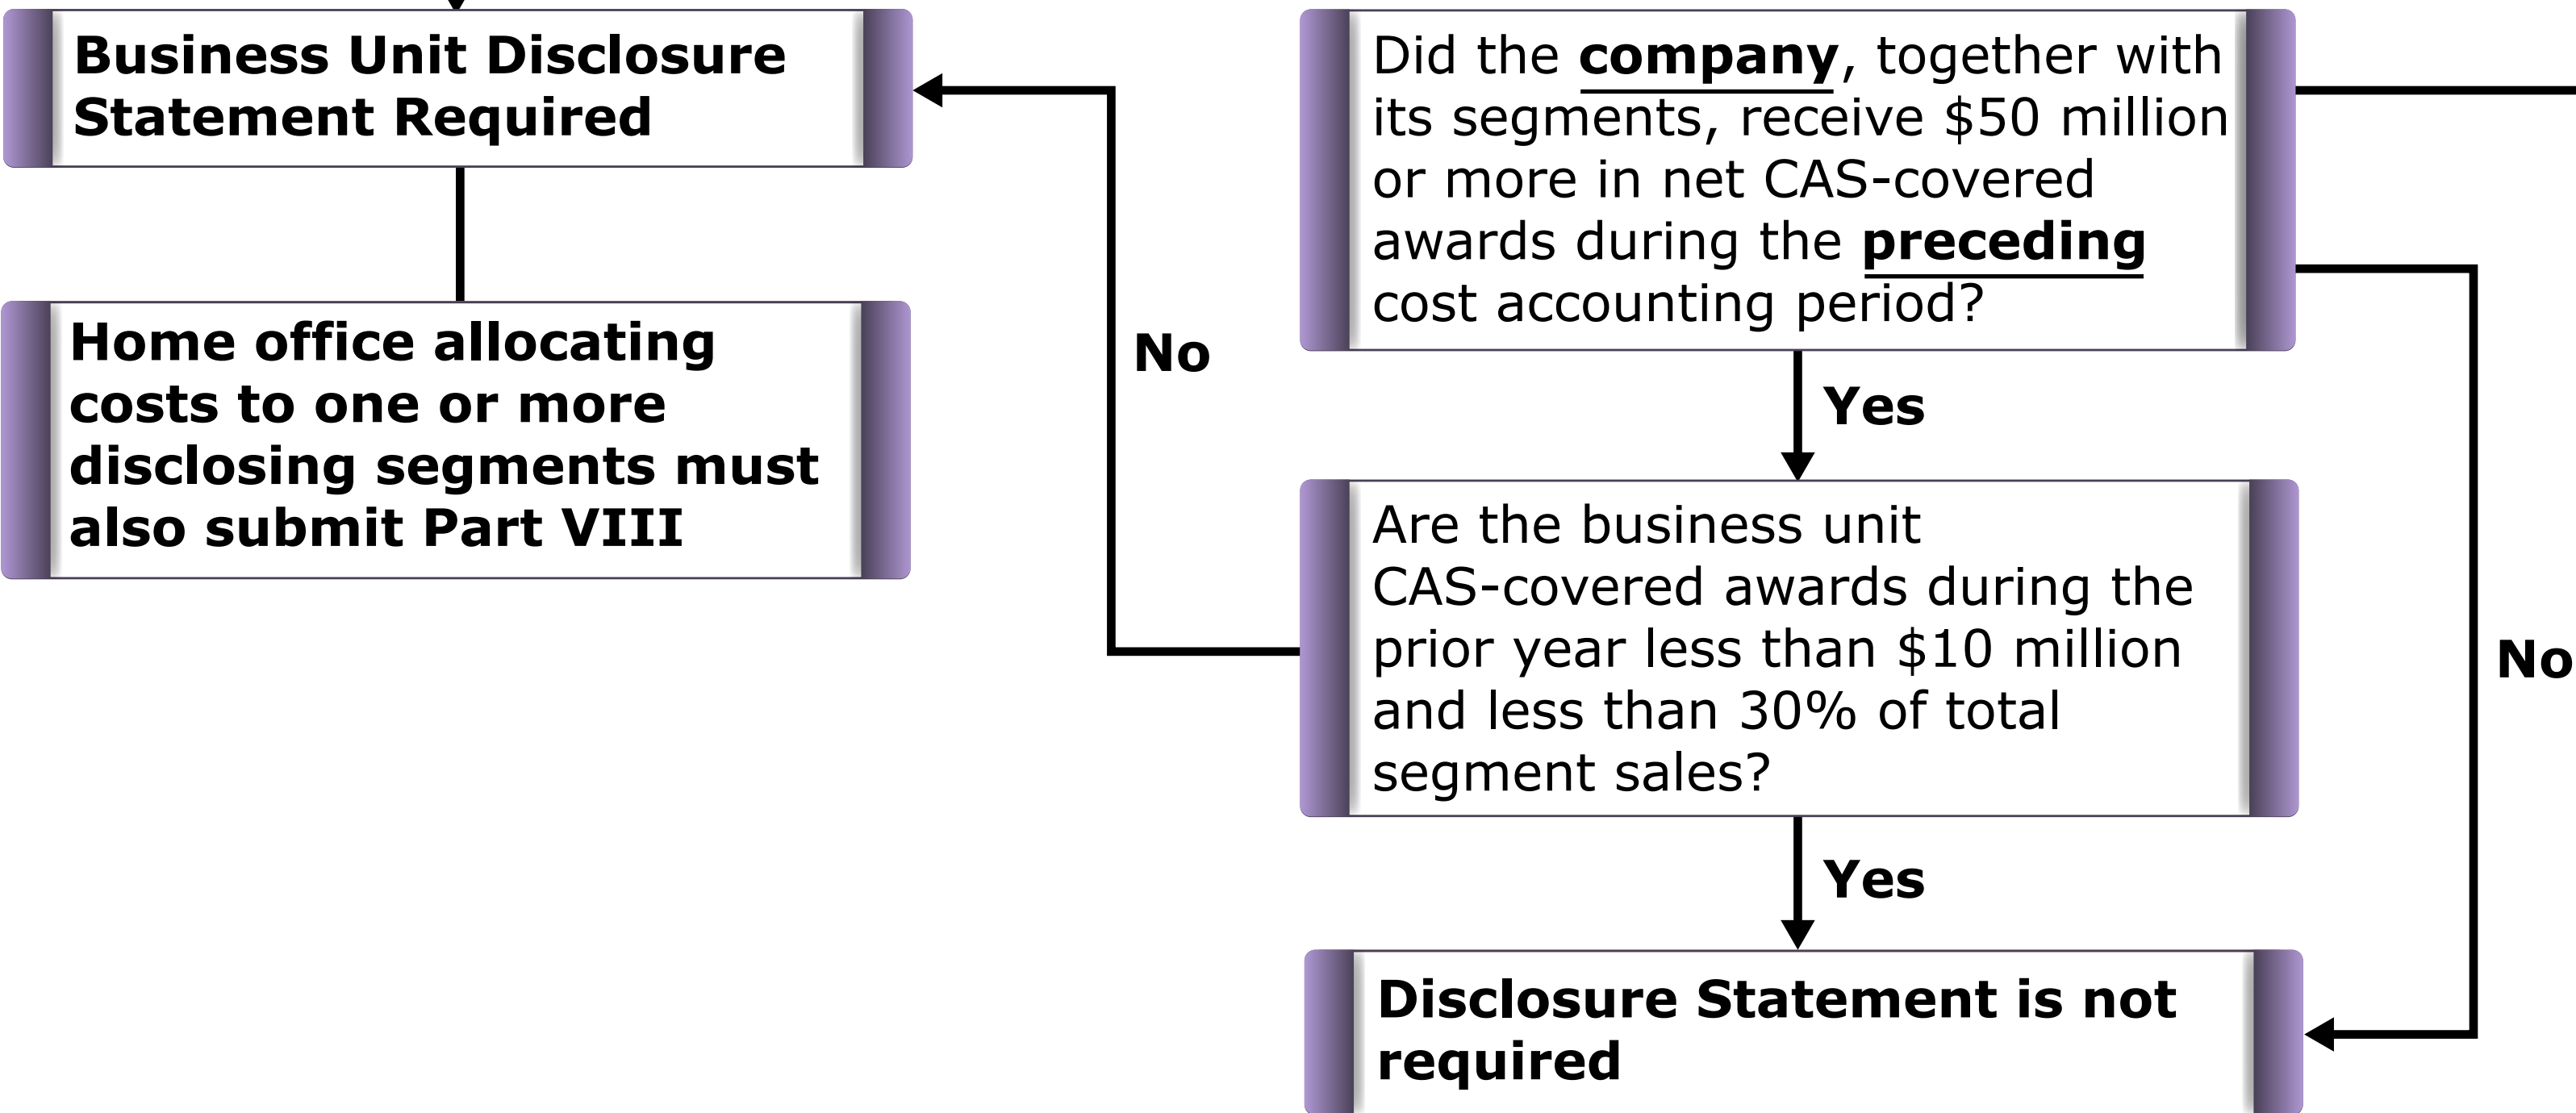 Business Unit Disclosure
Statement Required
Home office allocating
costs to one or more
disclosing segments must
also submit Part VIII
No
Did the company, together with
its segments, receive $50 million
or more in net CAS-covered
awards during the preceding
cost accounting period?
Yes
Are the business unit
CAS-covered awards during the
prior year less than $10 million
and less than 30% of total
segment sales?
No
Yes
Disclosure Statement is not
required